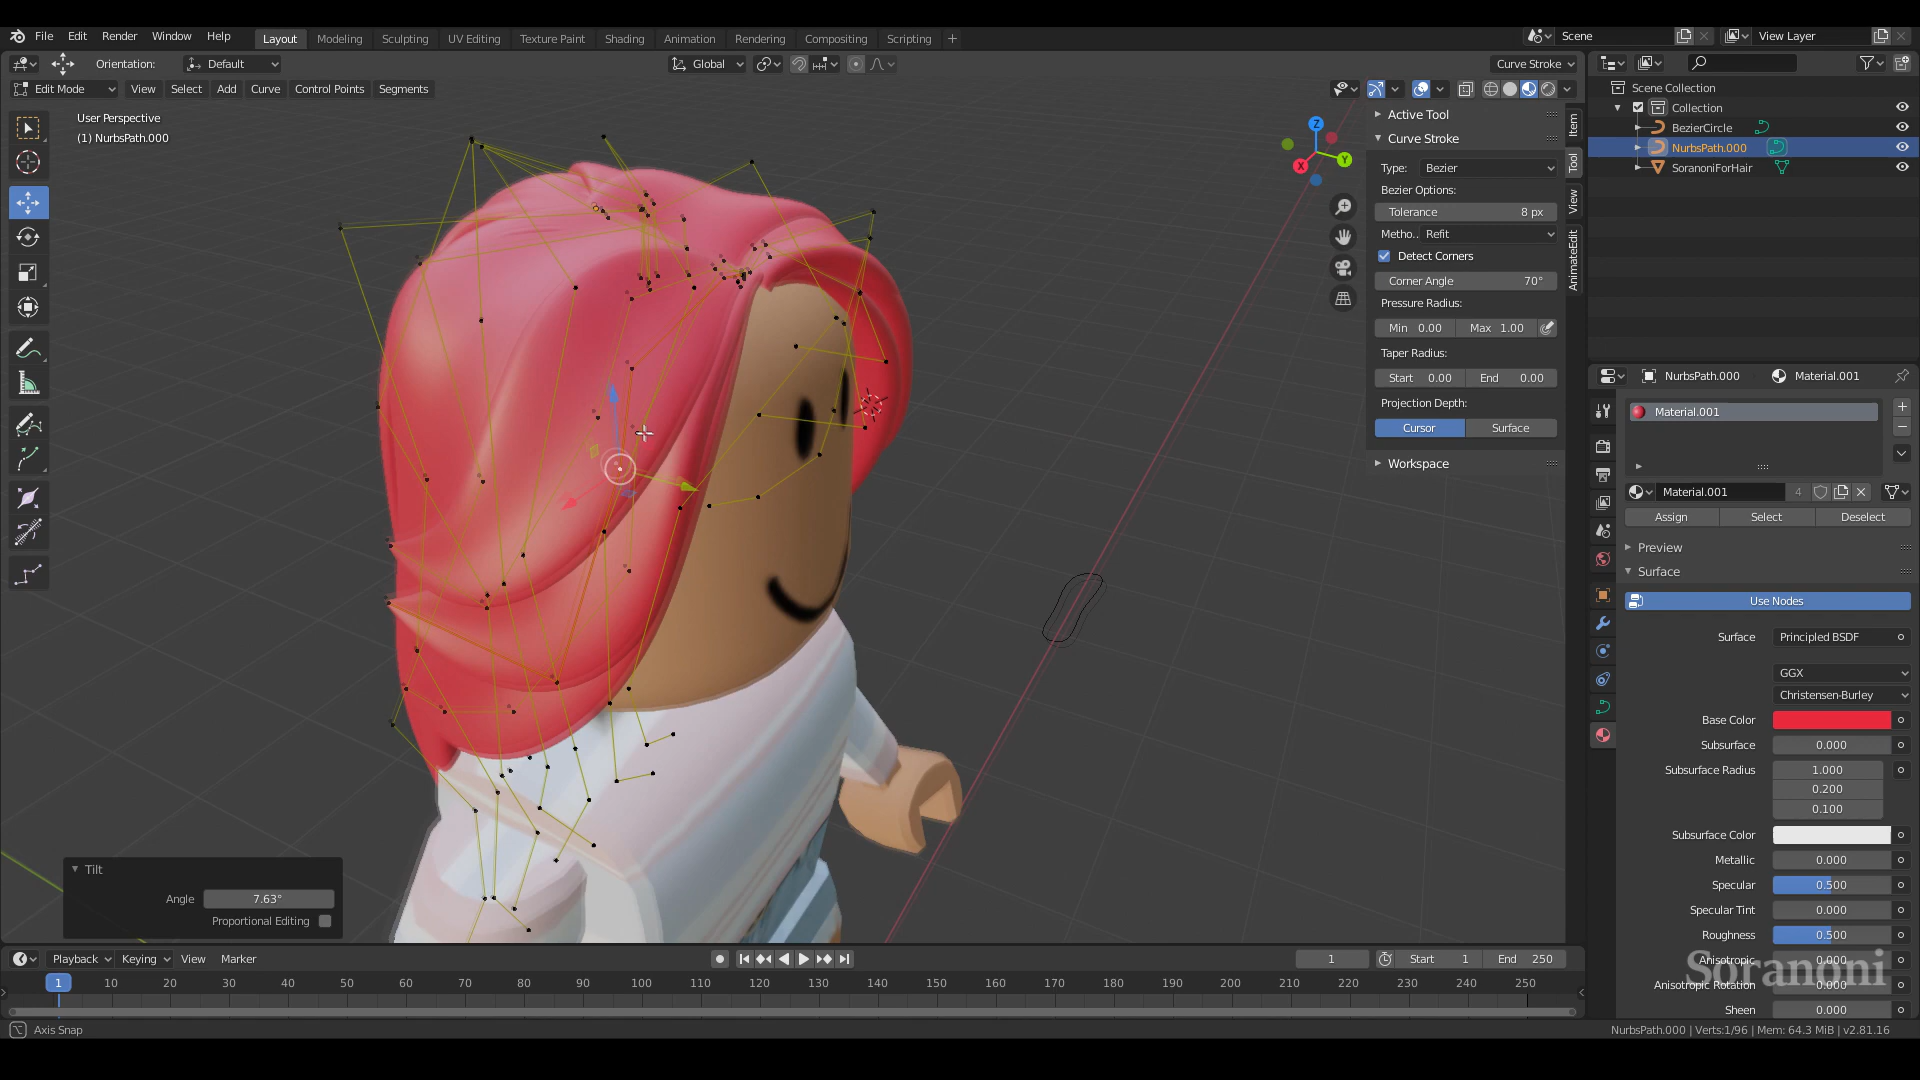 File Edit Render Window Help Layout Modeling Sculpting UV Editing Texture Paint Shading Animation Rendering Compositing Scripting + Scene View Layer
Orientation: Default Global Curve Stroke
Edit Mode View Select Add Curve Control Points Segments
User Perspective
(1) NurbsPath.000
Z
Y
X
Active Tool
Curve Stroke
Type: Bezier
Bezier Options:
Tolerance 8 px
Metho.. Refit
Detect Corners
Corner Angle 70°
Pressure Radius:
Min 0.00 Max 1.00
Taper Radius:
Start 0.00 End 0.00
Projection Depth:
Cursor Surface
Workspace
Item
Tool
View
AnimateEdit
Scene Collection
Collection
BezierCircle
NurbsPath.000
SoranoniForHair
NurbsPath.000 Material.001
Material.001
Material.001 4
Assign Select Deselect
Preview
Surface
Use Nodes
Surface Principled BSDF
GGX
Christensen-Burley
Base Color
Subsurface 0.000
Subsurface Radius 1.000
0.200
0.100
Subsurface Color
Metallic 0.000
Specular 0.500
Specular Tint 0.000
Roughness 0.500
Anisotropic 0.000
Anisotropic Rotation 0.000
Sheen 0.000
Soranoni
Tilt
Angle 7.63°
Proportional Editing
Playback Keying View Marker 1 Start 1 End 250
1 10 20 30 40 50 60 70 80 90 100 110 120 130 140 150 160 170 180 190 200 210 220 230 240 250
Axis Snap
NurbsPath.000 | Verts:1/96 | Mem: 64.3 MiB | v2.81.16